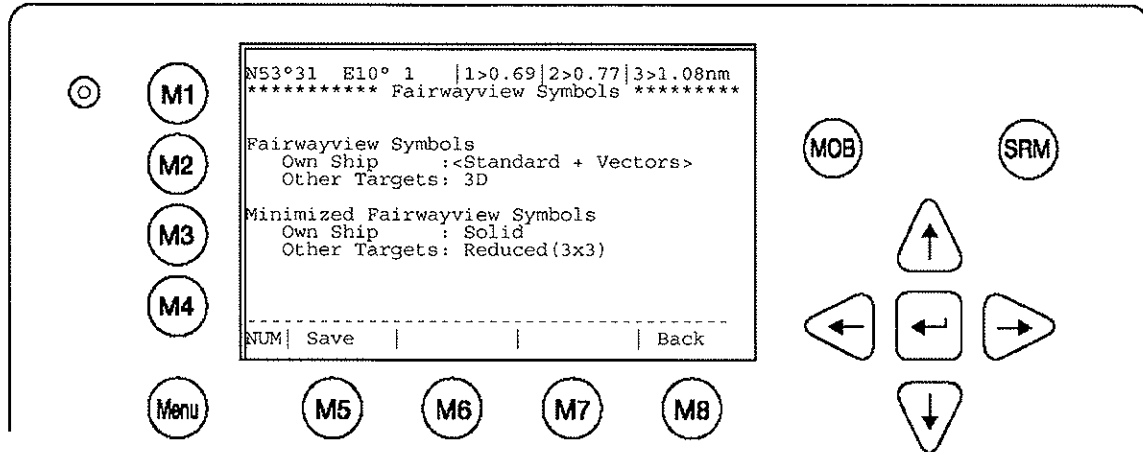 N53°31 E10° 1 |1>0.69|2>0.77|3>1.08nm
*********** Fairwayview Symbols *********
Fairwayview Symbols
Own Ship :<Standard + Vectors>
Other Targets: 3D
Minimized Fairwayview Symbols
Own Ship : Solid
Other Targets: Reduced(3x3)
NUM| Save | | | Back
M1
M2
M3
M4
Menu
M5
M6
M7
M8
MOB
SRM